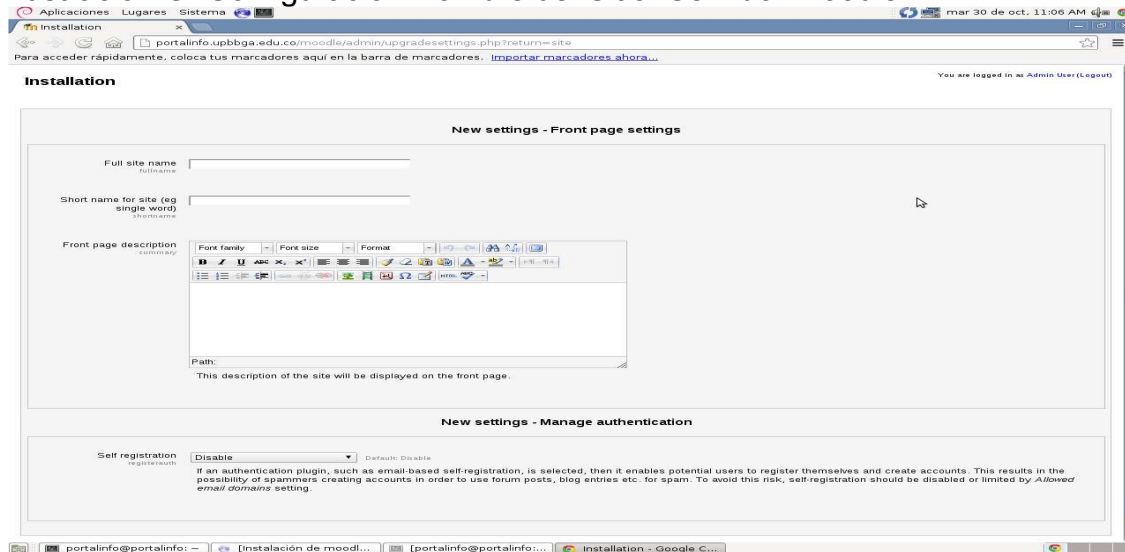 Aplicaciones Lugares Sistema mar 30 de oct, 11:06 AM
Installation
portalinfo.upbbga.edu.co/moodle/admin/upgradesettings.php?return=site
Para acceder rápidamente, coloca tus marcadores aquí en la barra de marcadores. Importar marcadores ahora...
Installation
You are logged in as Admin User (Logout)
New settings - Front page settings
Full site name
fullname
Short name for site (eg
single word)
shortname
Front page description
summary
Font family Font size Format
B I U ABC
HTML
Path:
This description of the site will be displayed on the front page.
New settings - Manage authentication
Self registration
registerauth
Disable Default: Disable
If an authentication plugin, such as email-based self-registration, is selected, then it enables potential users to register themselves and create accounts. This results in the
possibility of spammers creating accounts in order to use forum posts, blog entries etc. for spam. To avoid this risk, self-registration should be disabled or limited by Allowed
email domains setting.
portalinfo@portalinfo: ~ [Instalación de moodl... [portalinfo@portalinfo:... Installation - Google C...